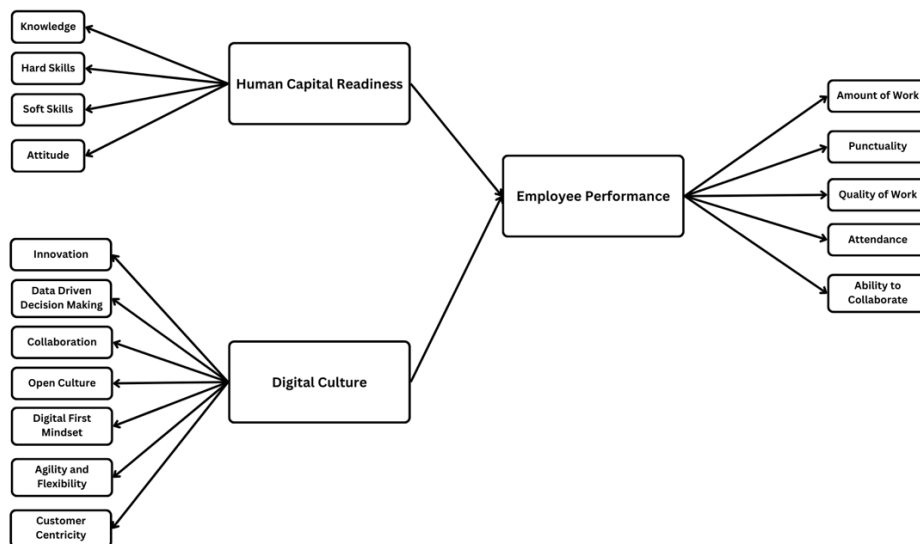 Knowledge
Hard Skills
Soft Skills
Attitude
Human Capital Readiness
Innovation
Data Driven
Decision Making
Collaboration
Open Culture
Digital First
Mindset
Agility and
Flexibility
Customer
Centricity
Digital Culture
Employee Performance
Amount of Work
Punctuality
Quality of Work
Attendance
Ability to
Collaborate